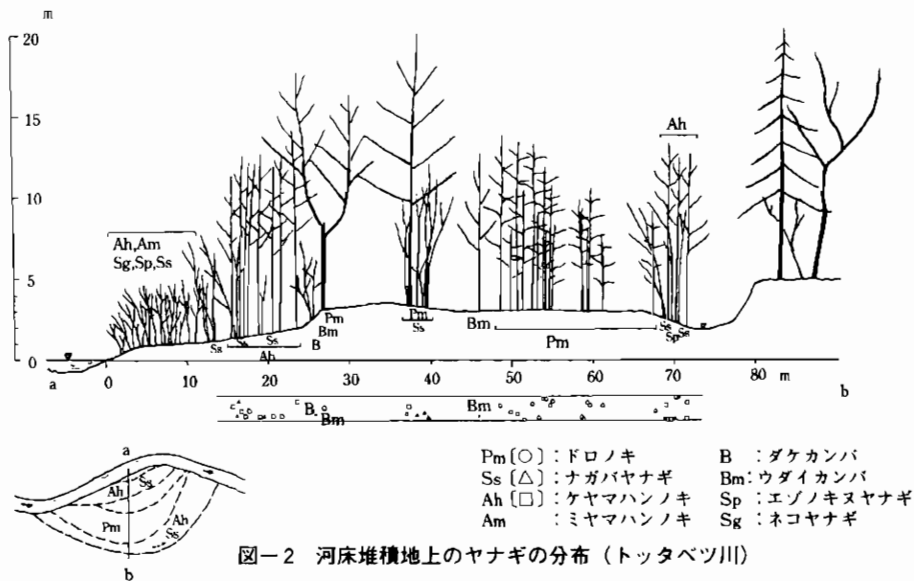 m
20
15
10
5
0
Ah,Am
Sg,Sp,Ss
Ah
Ss
Ss
Ah
Pm
Bm
B
Pm
Ss
Bm
Pm
Ss
Sp
Ss
a
0
10
20
30
40
50
60
70
80
m
b
B
Bm
Bm
a
Ss
Ah
Pm
Ah
Ss
b
Pm〔○〕：ドロノキ
Ss〔△〕：ナガバヤナギ
Ah〔□〕：ケヤマハンノキ
Am ：ミヤマハンノキ
B ：ダケカンバ
Bm：ウダイカンバ
Sp ：エゾノキヌヤナギ
Sg ：ネコヤナギ
図－2 河床堆積地上のヤナギの分布（トッタベツ川）